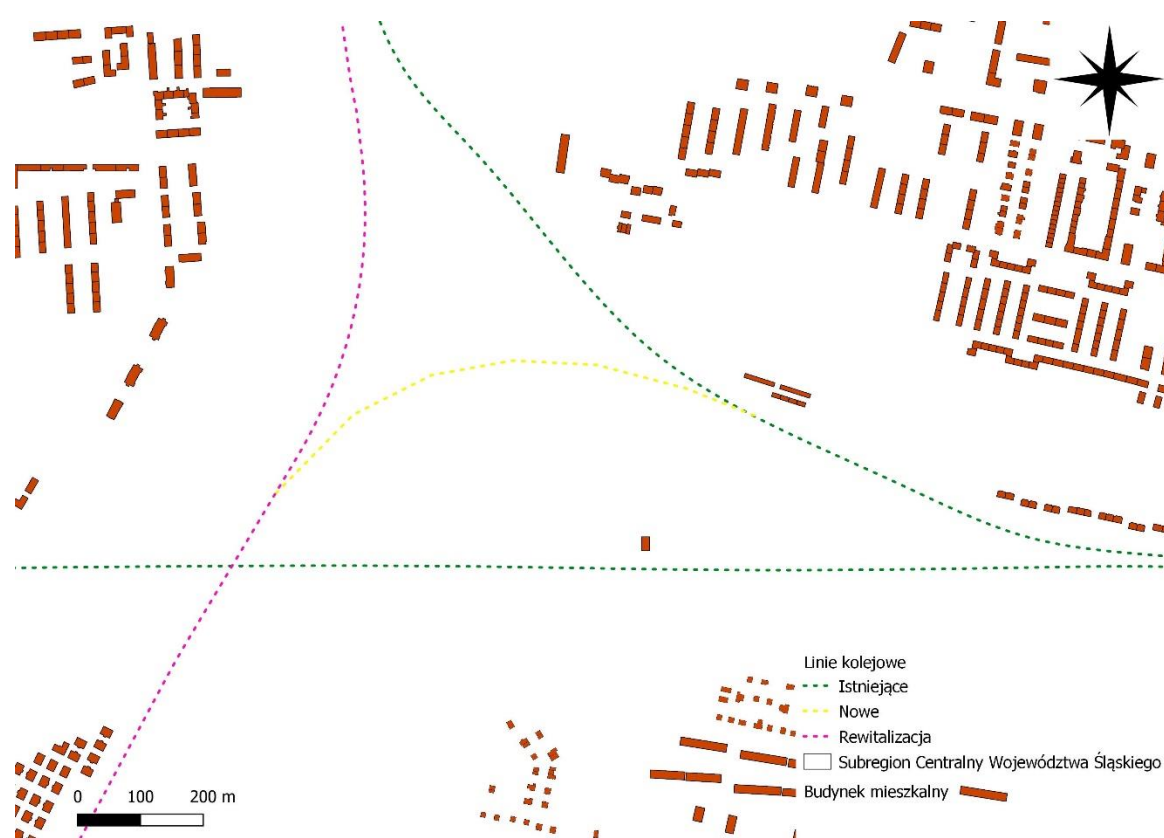 Linie kolejowe
Istniejące
Nowe
Rewitalizacja
Subregion Centralny Województwa Śląskiego
Budynek mieszkalny
0 100 200 m